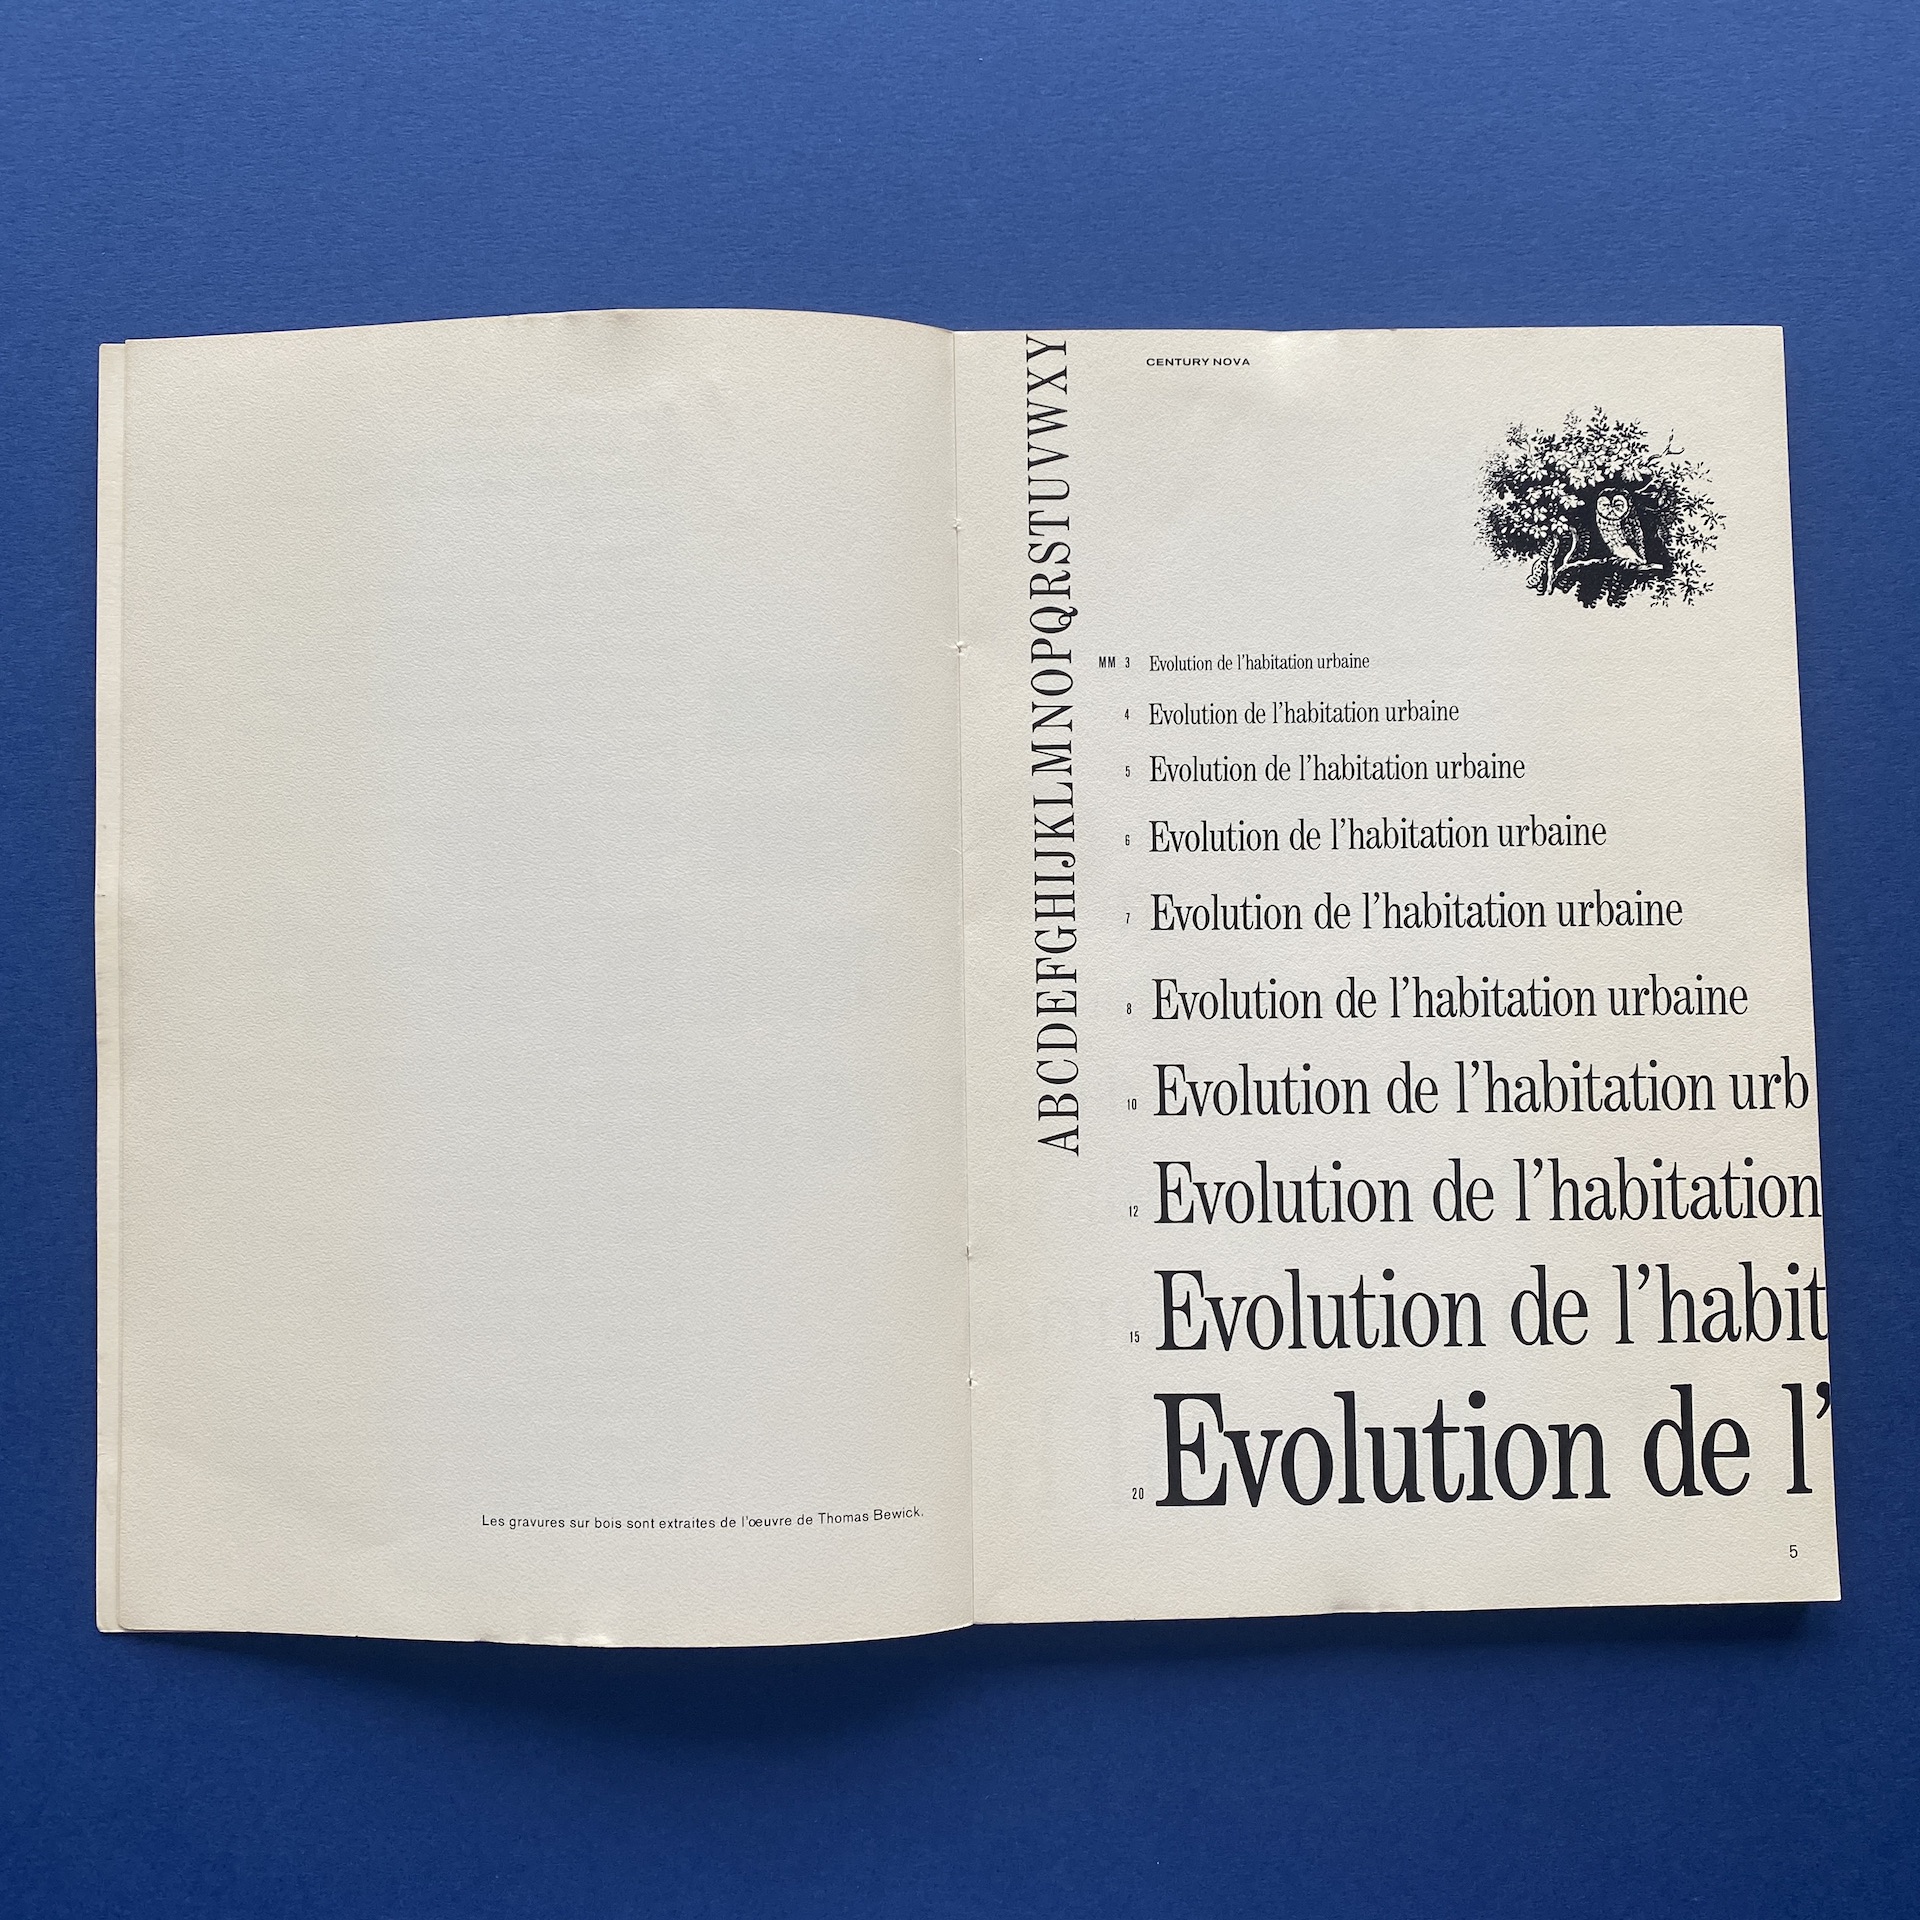 Les gravures sur bois sont extraites de l'œuvre de Thomas Bewick.
ABCDEFGHIJKLMNOPQRSTUVWXY
CENTURY NOVA
MM 3 Evolution de l'habitation urbaine
4 Evolution de l'habitation urbaine
5 Evolution de l'habitation urbaine
6 Evolution de l'habitation urbaine
7 Evolution de l'habitation urbaine
8 Evolution de l'habitation urbaine
10 Evolution de l'habitation urb
12 Evolution de l'habitation
15 Evolution de l'habit
20 Evolution de l'
5